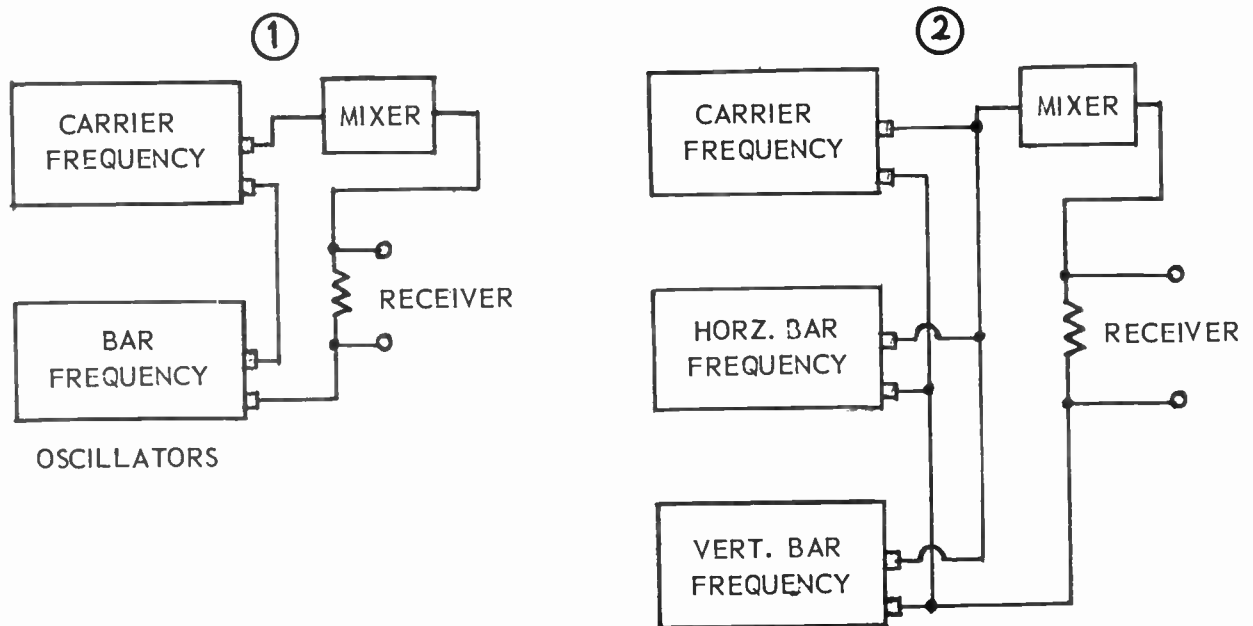 ①
CARRIER
FREQUENCY
MIXER
RECEIVER
BAR
FREQUENCY
OSCILLATORS
②
CARRIER
FREQUENCY
MIXER
HORZ. BAR
FREQUENCY
RECEIVER
VERT. BAR
FREQUENCY